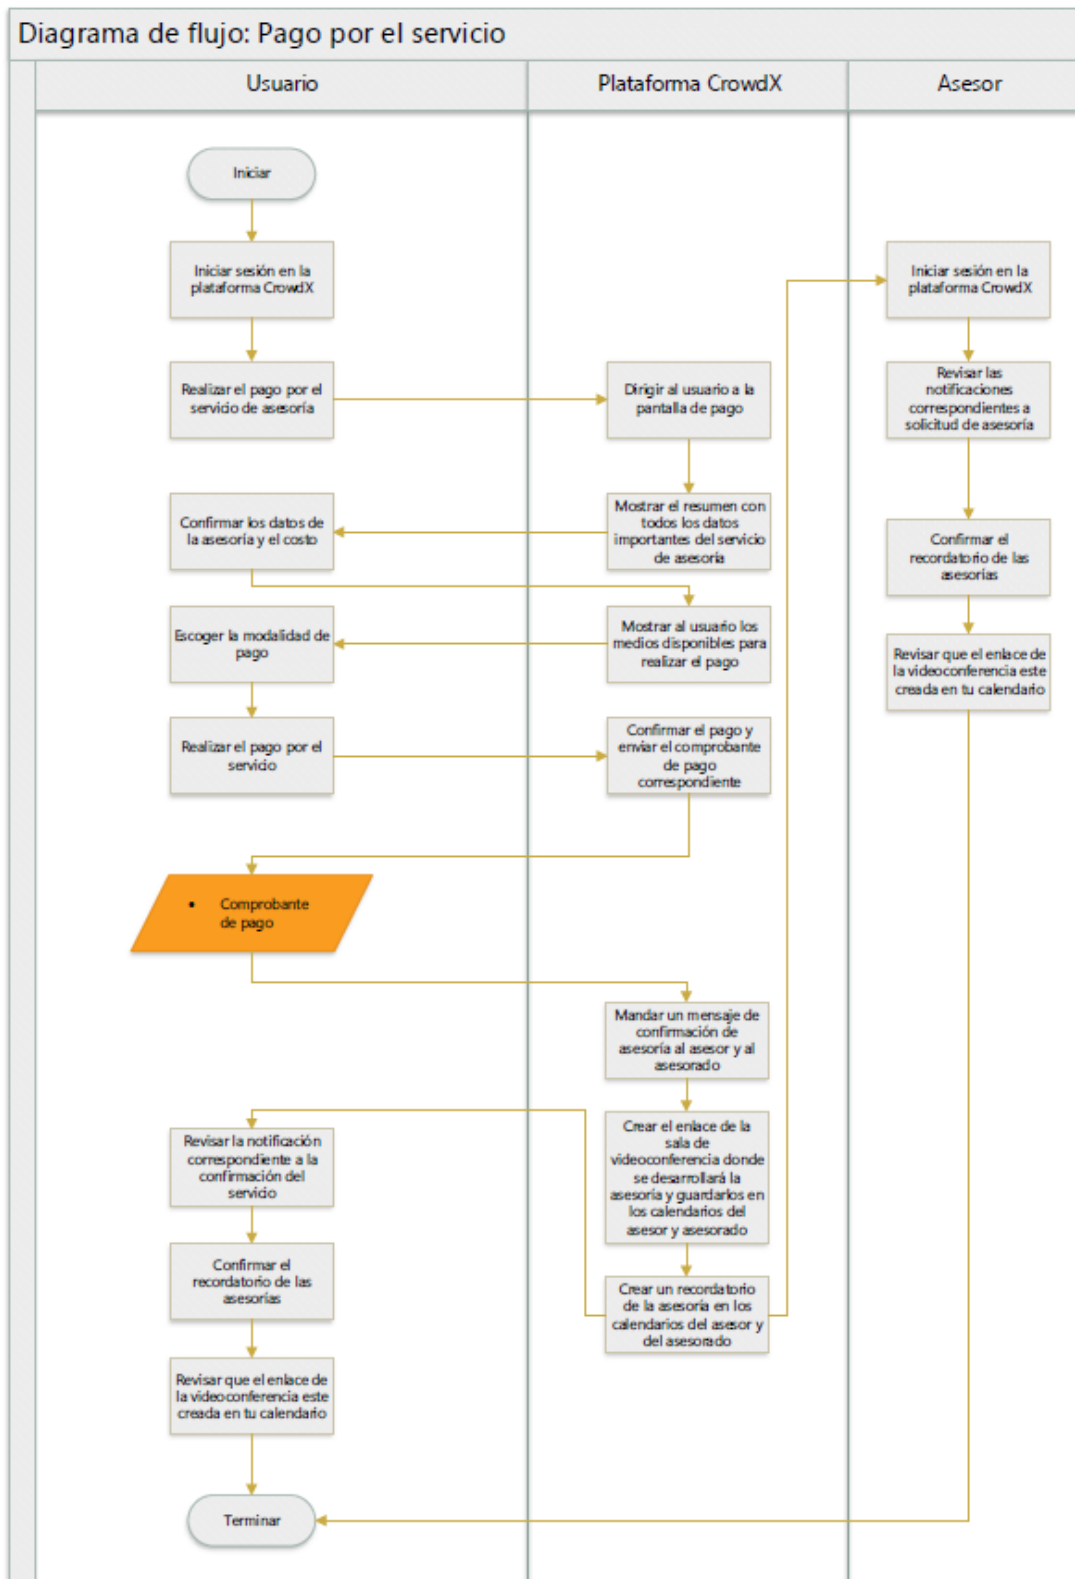 Diagrama de flujo: Pago por el servicio
Usuario
Plataforma CrowdX
Asesor
Iniciar
Iniciar sesión en la
plataforma CrowdX
Iniciar sesión en la
plataforma CrowdX
Realizar el pago por el
servicio de asesoría
Dirigir al usuario a la
pantalla de pago
Revisar las
notificaciones
correspondientes a
solicitud de asesoría
Confirmar los datos de
la asesoría y el costo
Mostrar el resumen con
todos los datos
importantes del servicio
de asesoría
Confirmar el
recordatorio de las
asesorías
Escoger la modalidad de
pago
Mostrar al usuario los
medios disponibles para
realizar el pago
Revisar que el enlace de
la videoconferencia este
creada en tu calendario
Realizar el pago por el
servicio
Confirmar el pago y
enviar el comprobante
de pago
correspondiente
• Comprobante
de pago
Mandar un mensaje de
confirmación de
asesoría al asesor y al
asesorado
Revisar la notificación
correspondiente a la
confirmación del
servicio
Crear el enlace de la
sala de
videoconferencia donde
se desarrollará la
asesoría y guardarlos en
los calendarios del
asesor y asesorado
Confirmar el
recordatorio de las
asesorías
Crear un recordatorio
de la asesoría en los
calendarios del asesor y
del asesorado
Revisar que el enlace de
la videoconferencia este
creada en tu calendario
Terminar